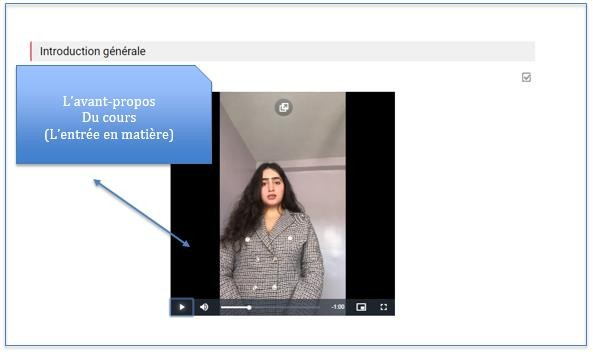 Introduction générale
L'avant-propos
Du cours
(L'entrée en matière)
-1:00